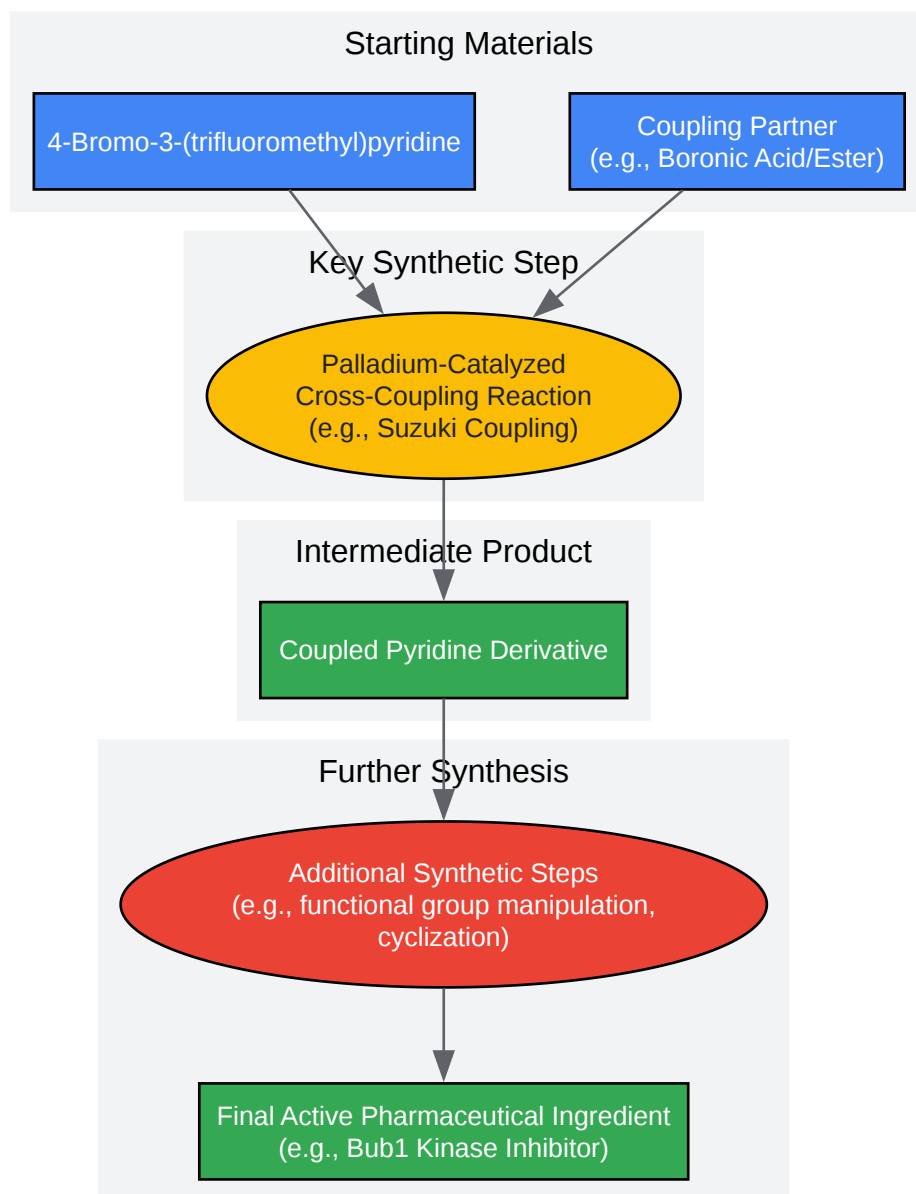 Starting Materials
4-Bromo-3-(trifluoromethyl)pyridine
Coupling Partner
(e.g., Boronic Acid/Ester)
Key Synthetic Step
Palladium-Catalyzed
Cross-Coupling Reaction
(e.g., Suzuki Coupling)
Intermediate Product
Coupled Pyridine Derivative
Further Synthesis
Additional Synthetic Steps
(e.g., functional group manipulation,
cyclization)
Final Active Pharmaceutical Ingredient
(e.g., Bub1 Kinase Inhibitor)